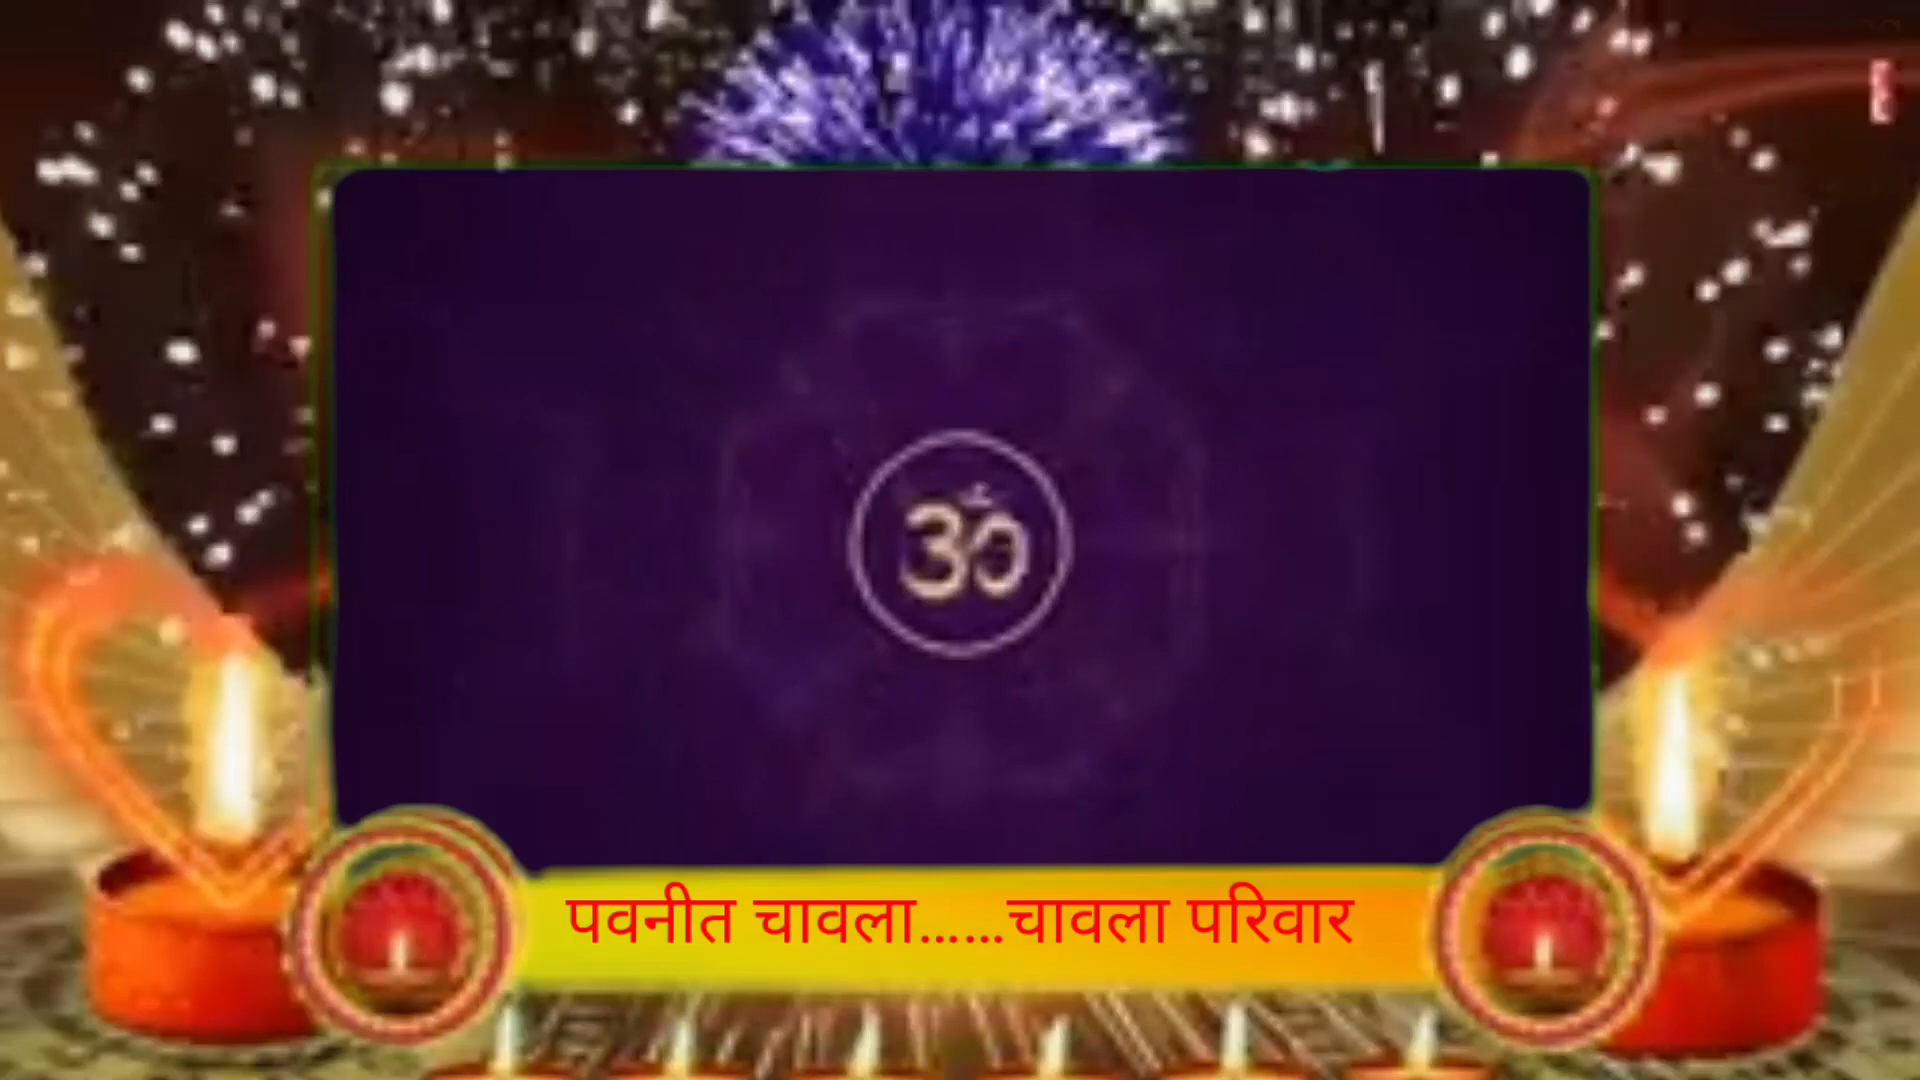 ॐ
पवनीत चावला......चावला परिवार